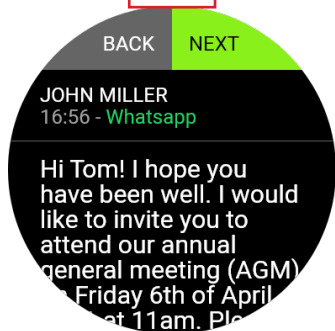 BACK NEXT
JOHN MILLER
16:56 - Whatsapp
Hi Tom! I hope you
have been well. I would
like to invite you to
attend our annual
general meeting (AGM)
Friday 6th of April
at 11am.